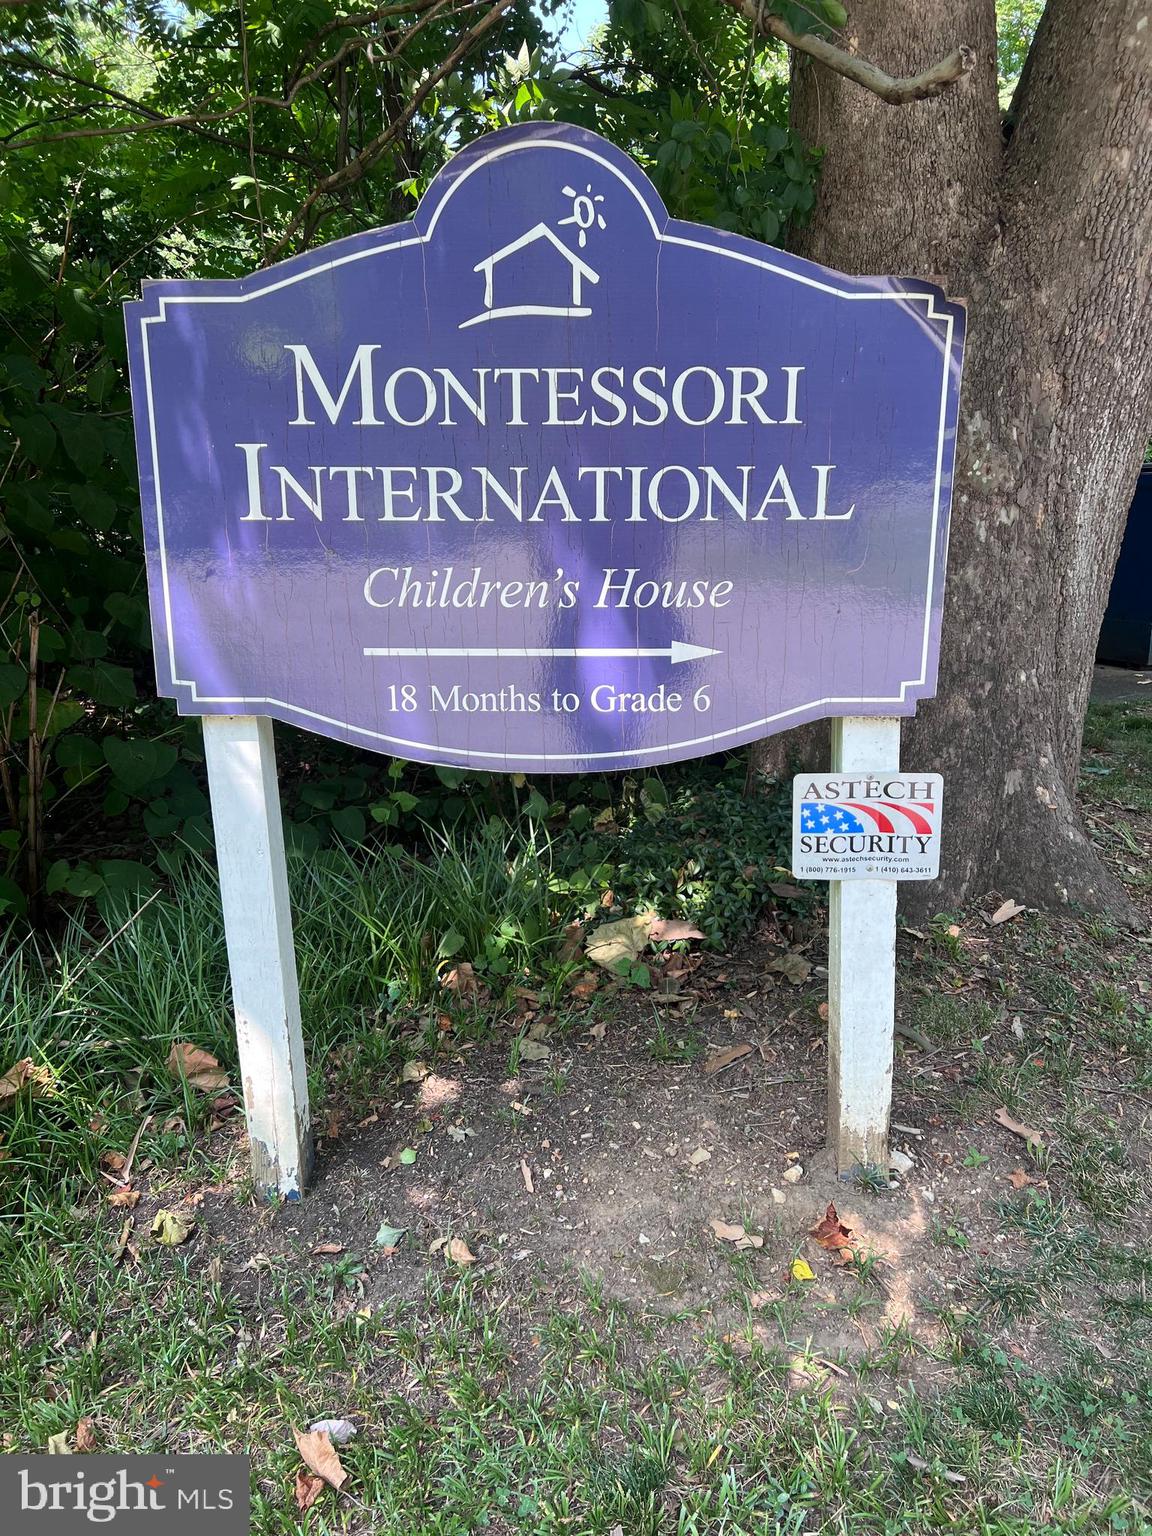 MONTESSORI
INTERNATIONAL
Children's House
18 Months to Grade 6
ASTECH
SECURITY
www.astechsecurity.com
1 (800) 776-1915 1 (410) 643-3611
bright™ MLS